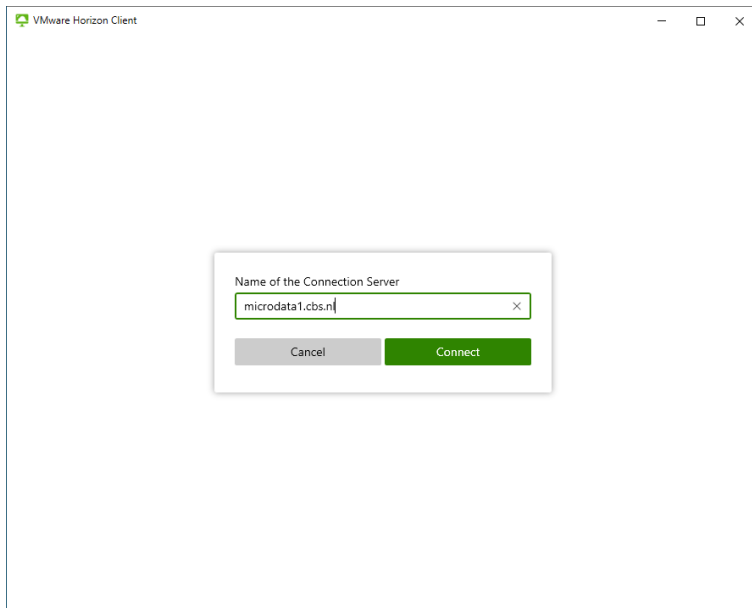 VMware Horizon Client
Name of the Connection Server
microdata1.cbs.nl
Cancel
Connect